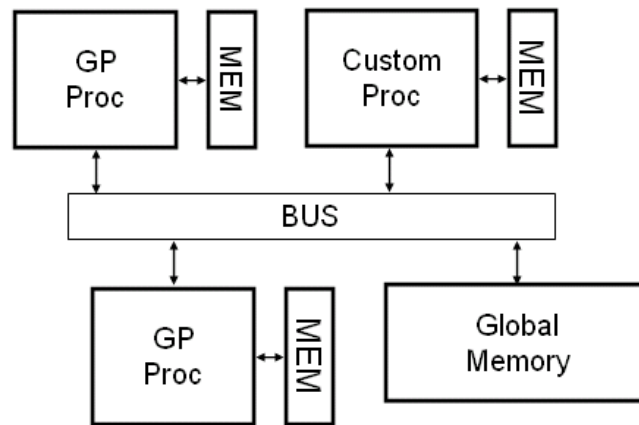 GP
Proc
MEM
Custom
Proc
MEM
BUS
GP
Proc
MEM
Global
Memory